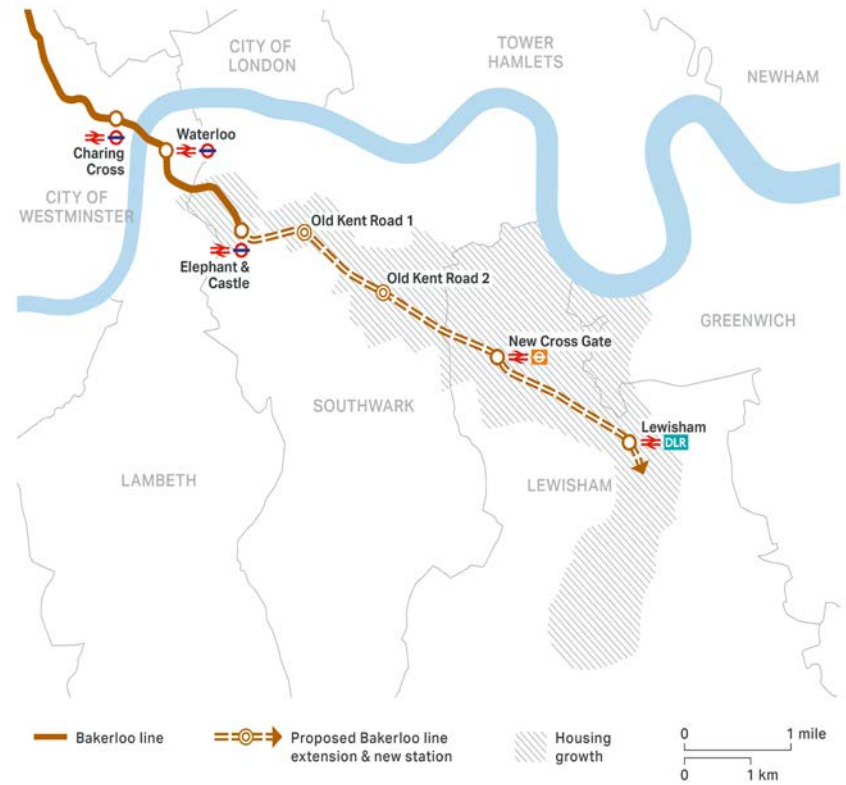 CITY OF
LONDON
TOWER
HAMLETS
NEWHAM
Waterloo
Charing
Cross
CITY OF
WESTMINSTER
Old Kent Road 1
Elephant &
Castle
Old Kent Road 2
GREENWICH
New Cross Gate
SOUTHWARK
Lewisham
DLR
LAMBETH
LEWISHAM
Bakerloo line
Proposed Bakerloo line
extension & new station
Housing
growth
0 1 mile
0 1 km